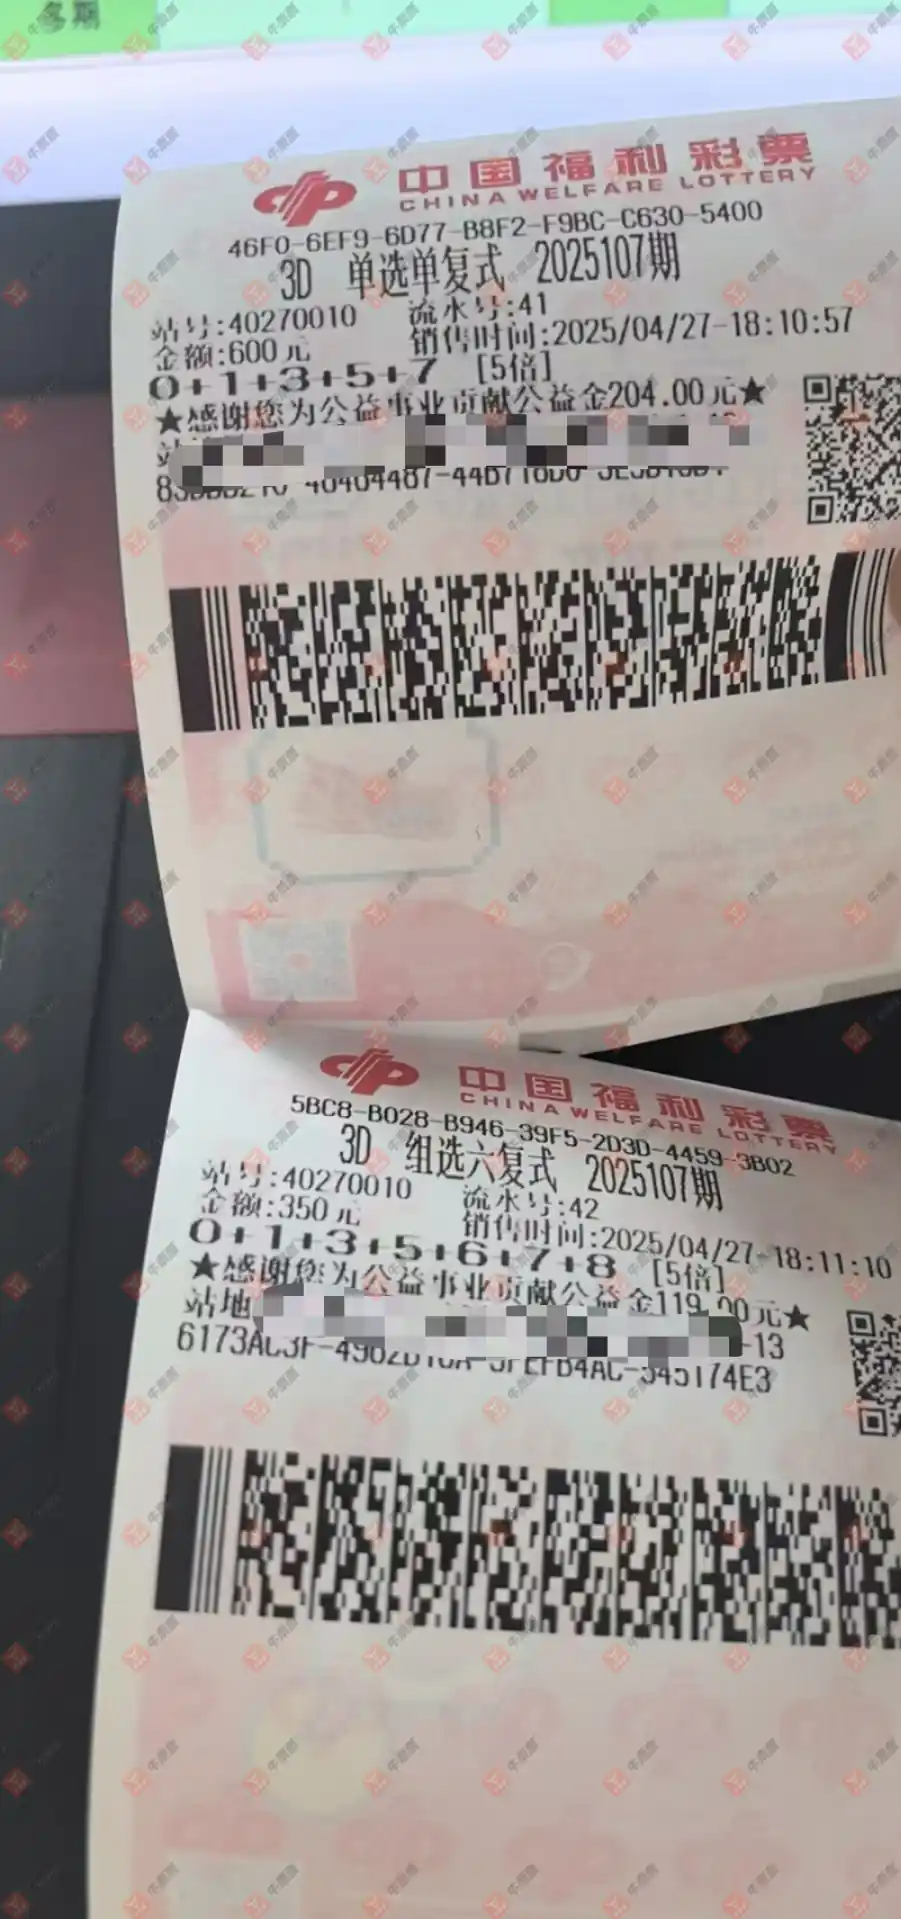 多期
中国福利彩票
CHINA WELFARE LOTTERY
46F0-6EF9-6D77-B8F2-F9BC-C630-5400
3D 单选单复式 2025107期
站号:40270010 流水号:41
金额:600元 销售时间:2025/04/27-18:10:57
0+1+3+5+7 [5倍]
★感谢您为公益事业贡献公益金204.00元★
中国福利彩票
CHINA WELFARE LOTTERY
5BC8-B028-B946-39F5-2D3D-4459-3B02
3D 组选六复式 2025107期
站号:40270010 流水号:42
金额:350元 销售时间:2025/04/27-18:11:10
0+1+3+5+6+7+8 [5倍]
★感谢您为公益事业贡献公益金119.00元★
站地 -13